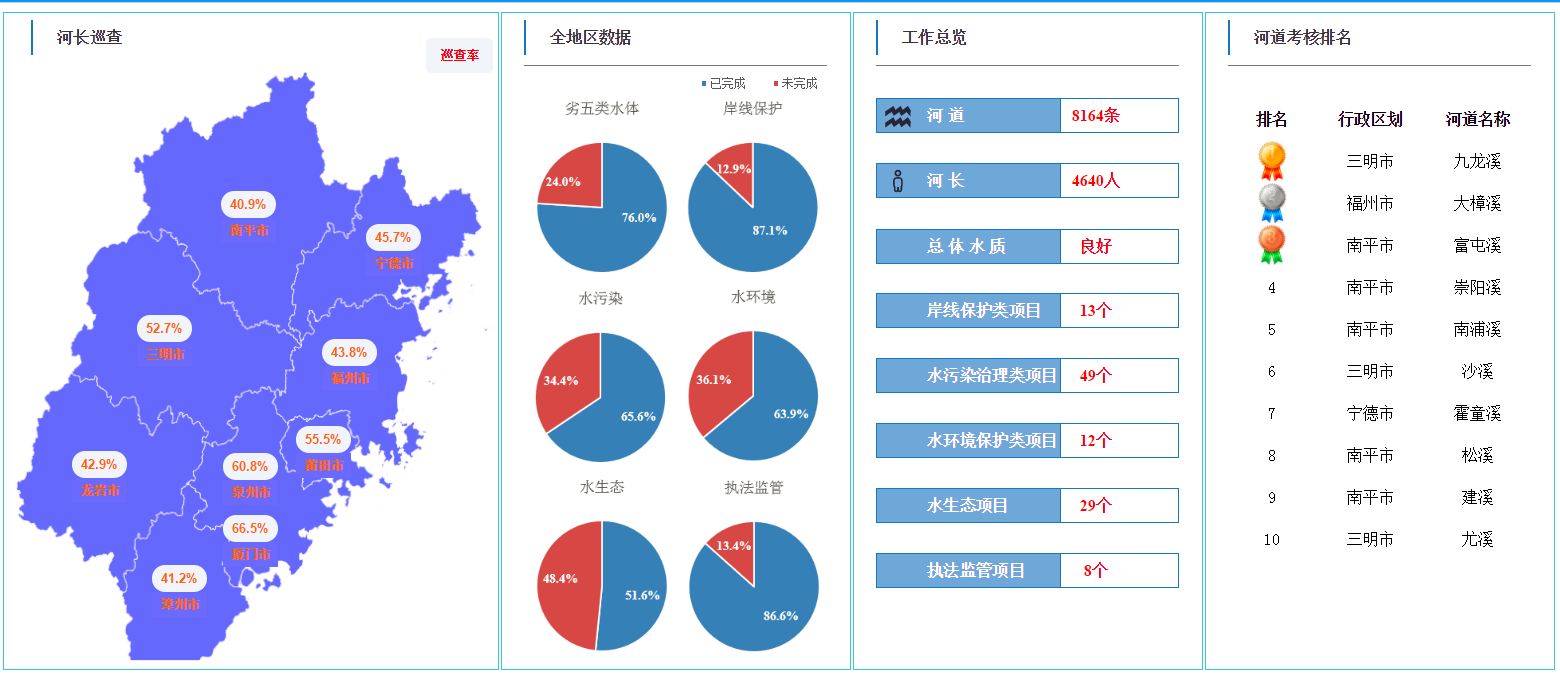 河长巡查
巡查率
40.9%
南平市
45.7%
宁德市
52.7%
三明市
43.8%
福州市
55.5%
莆田市
42.9%
龙岩市
60.8%
泉州市
66.5%
厦门市
41.2%
漳州市
全地区数据
已完成 未完成
劣五类水体 岸线保护
24.0% 76.0% 12.9% 87.1%
水污染 水环境
34.4% 65.6% 36.1% 63.9%
水生态 执法监管
48.4% 51.6% 13.4% 86.6%
工作总览
河 道 8164条
河 长 4640人
总 体 水 质 良好
岸线保护类项目 13个
水污染治理类项目 49个
水环境保护类项目 12个
水生态项目 29个
执法监管项目 8个
河道考核排名
排名 行政区划 河道名称
三明市 九龙溪
福州市 大樟溪
南平市 富屯溪
4 南平市 崇阳溪
5 南平市 南浦溪
6 三明市 沙溪
7 宁德市 霍童溪
8 南平市 松溪
9 南平市 建溪
10 三明市 尤溪